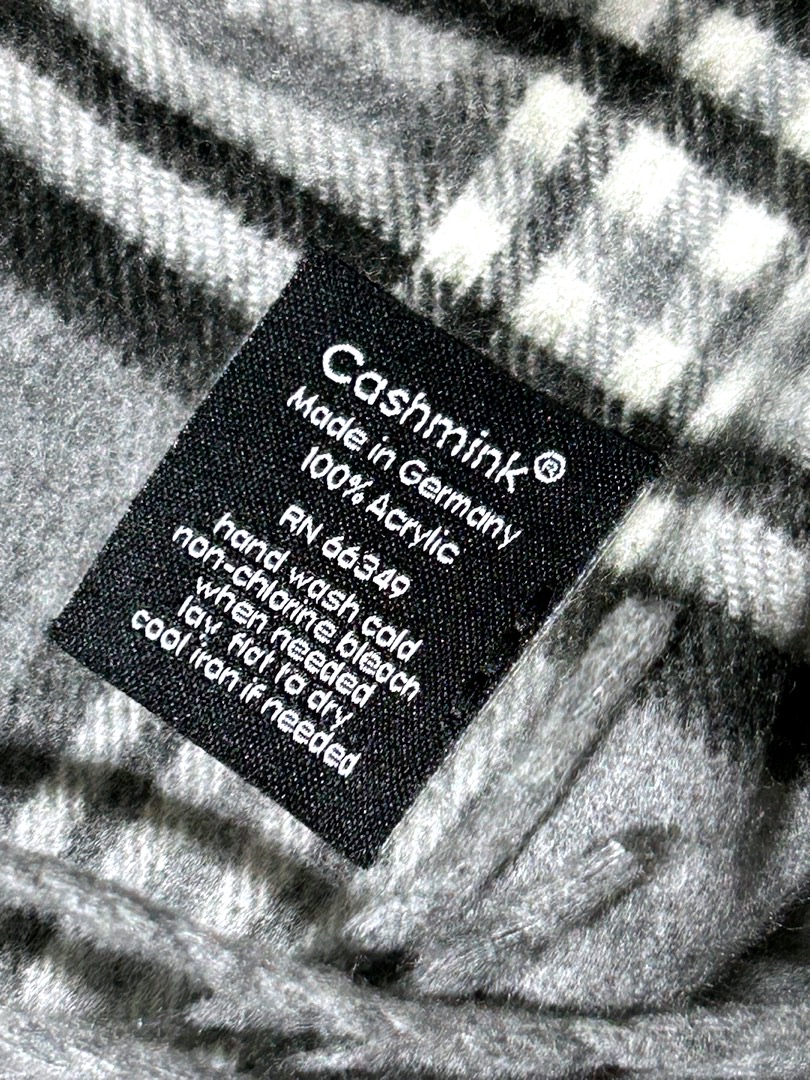 Cashmink®
Made in Germany
100% Acrylic
RN 66349
hand wash cold
non-chlorine bleach
when needed
lay flat to dry
cool iron if needed